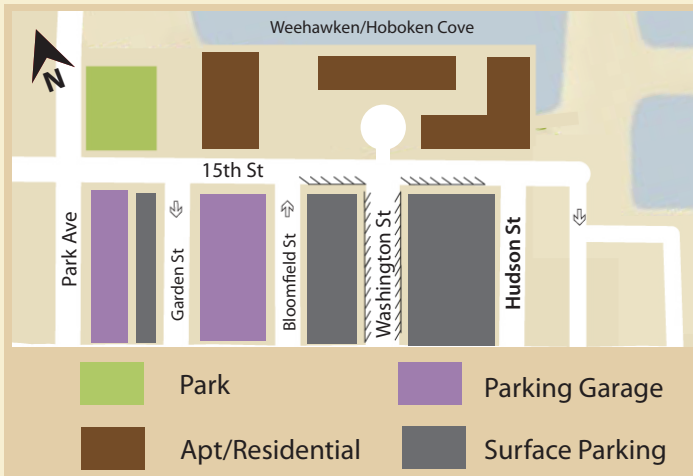 Weehawken/Hoboken Cove
N
15th St
Park Ave
Garden St
Bloomfield St
Washington St
Hudson St
Park
Parking Garage
Apt/Residential
Surface Parking